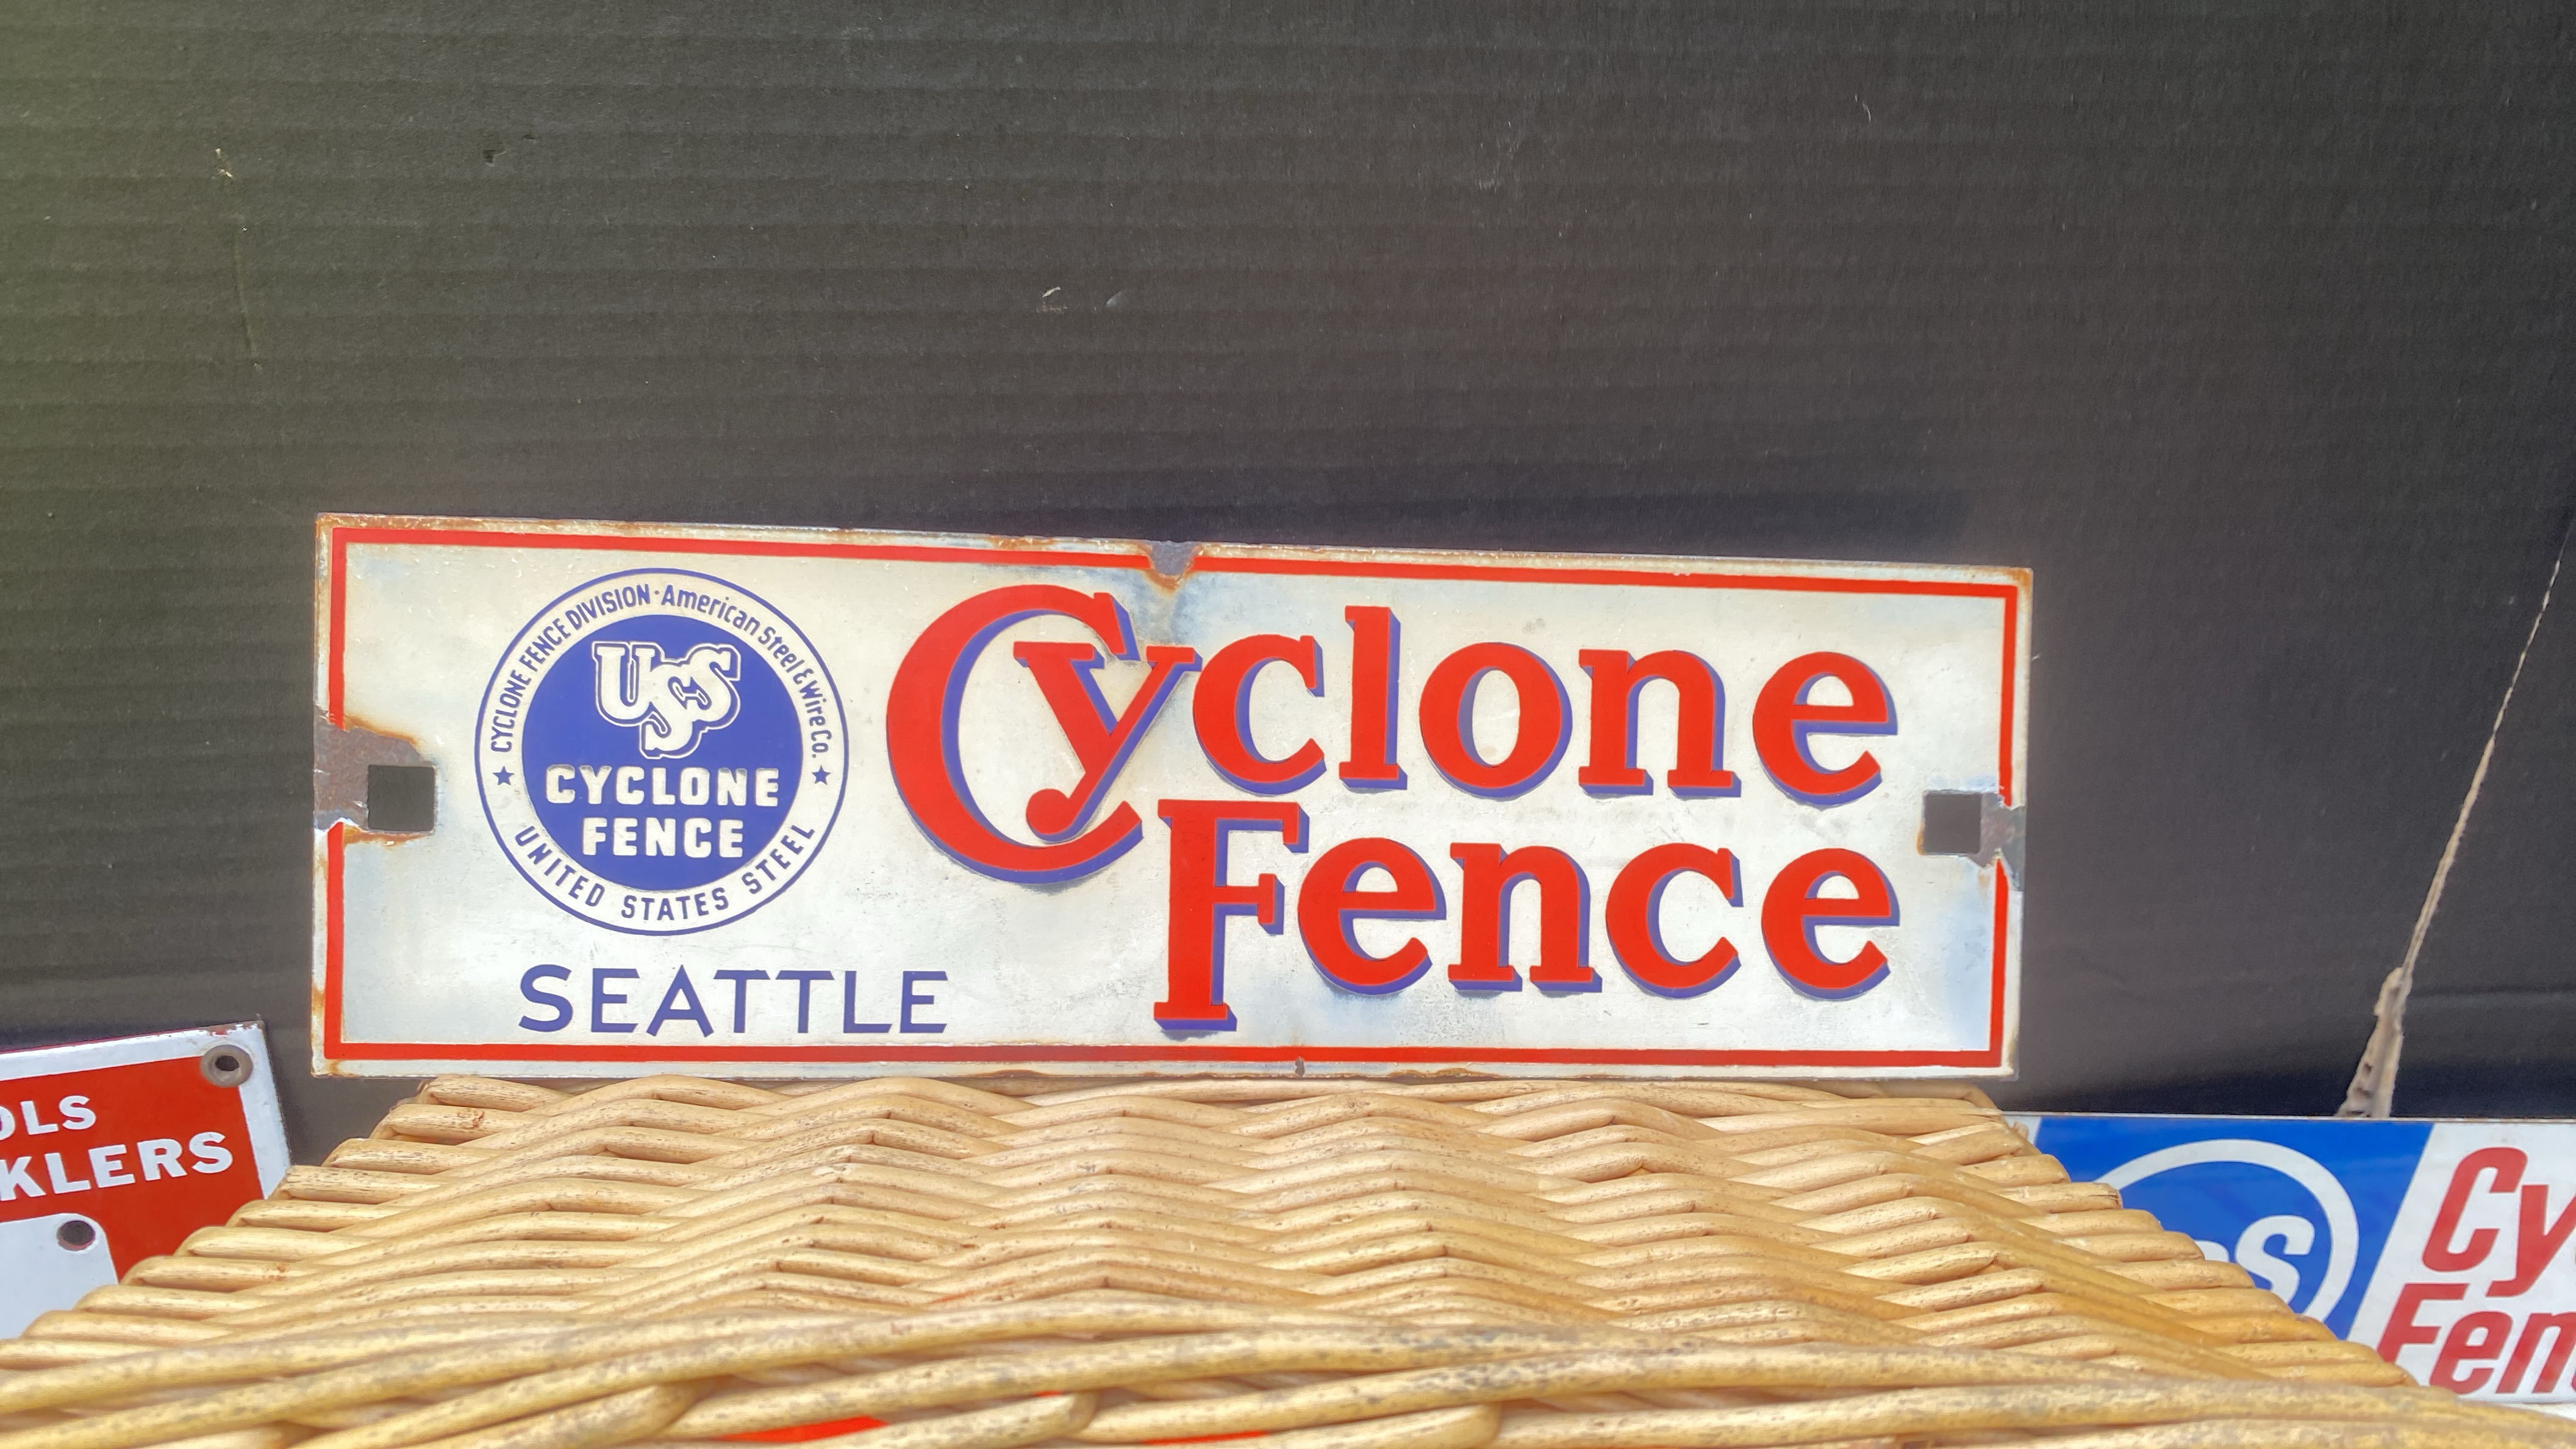 CYCLONE FENCE DIVISION · American Steel & Wire Co.
USS
CYCLONE
FENCE
★ UNITED STATES STEEL ★
SEATTLE
Cyclone
Fence
OLS
KLERS
SS
Cy
Fen